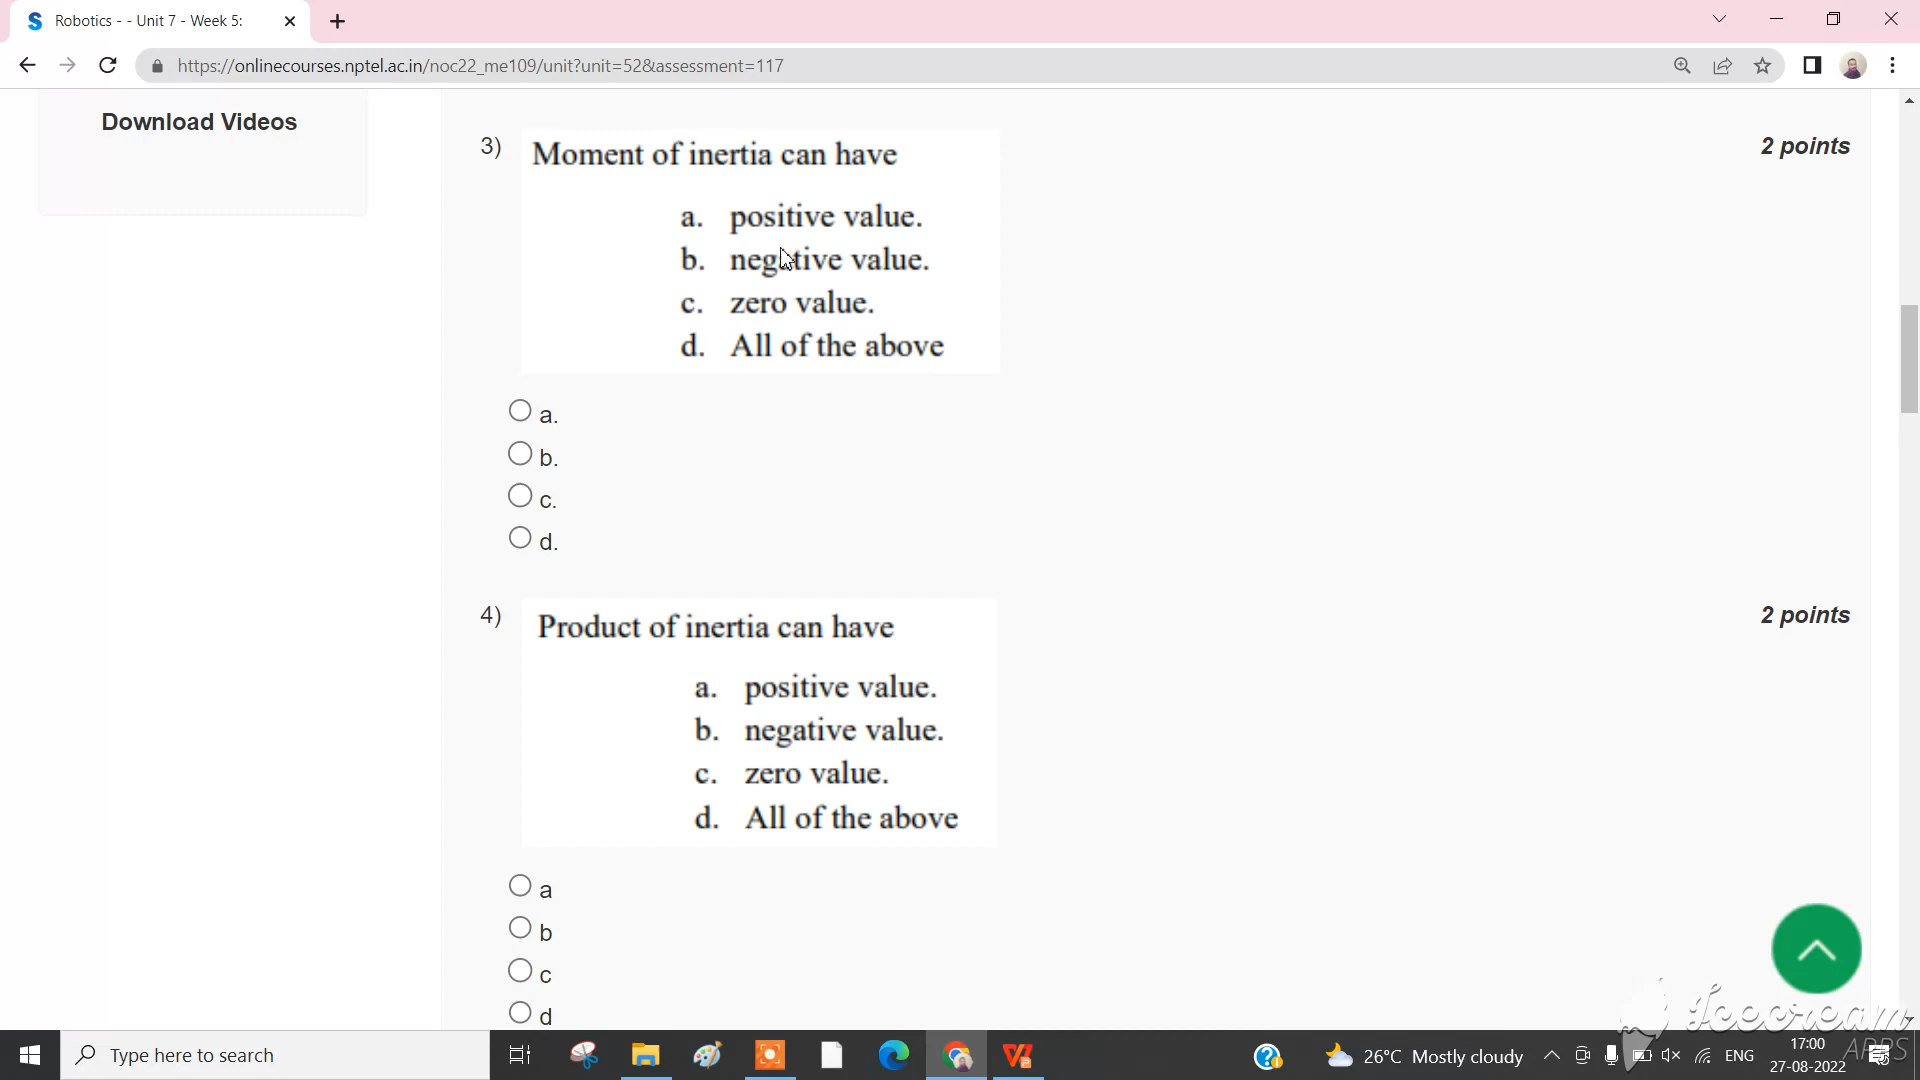 Robotics - - Unit 7 - Week 5:
https://onlinecourses.nptel.ac.in/noc22_me109/unit?unit=52&assessment=117
Download Videos
3) Moment of inertia can have 2 points
a. positive value.
b. negative value.
c. zero value.
d. All of the above
a.
b.
c.
d.
4) Product of inertia can have 2 points
a. positive value.
b. negative value.
c. zero value.
d. All of the above
a
b
c
d
Icecream
APPS
Type here to search
26°C Mostly cloudy
ENG
17:00
27-08-2022